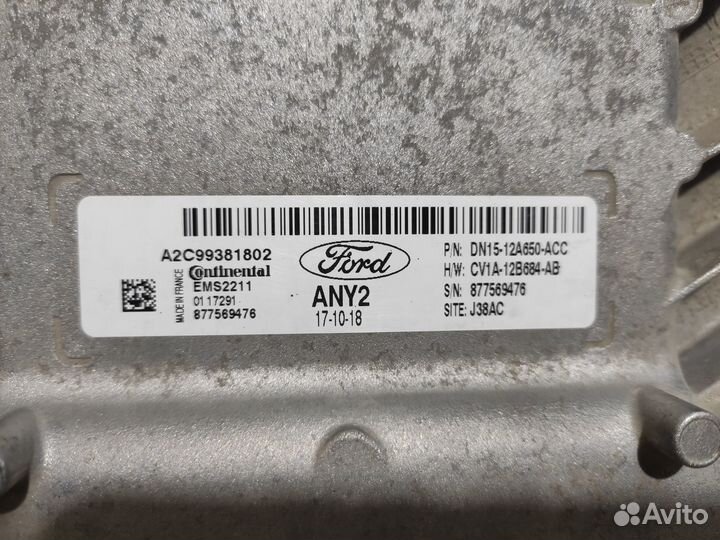 A2C99381802
Continental
EMS2211
01 17291
877569476
MADE IN FRANCE
Ford
ANY2
17-10-18
P/N: DN15-12A650-ACC
H/W: CV1A-12B684-AB
S/N: 877569476
SITE: J38AC
Avito